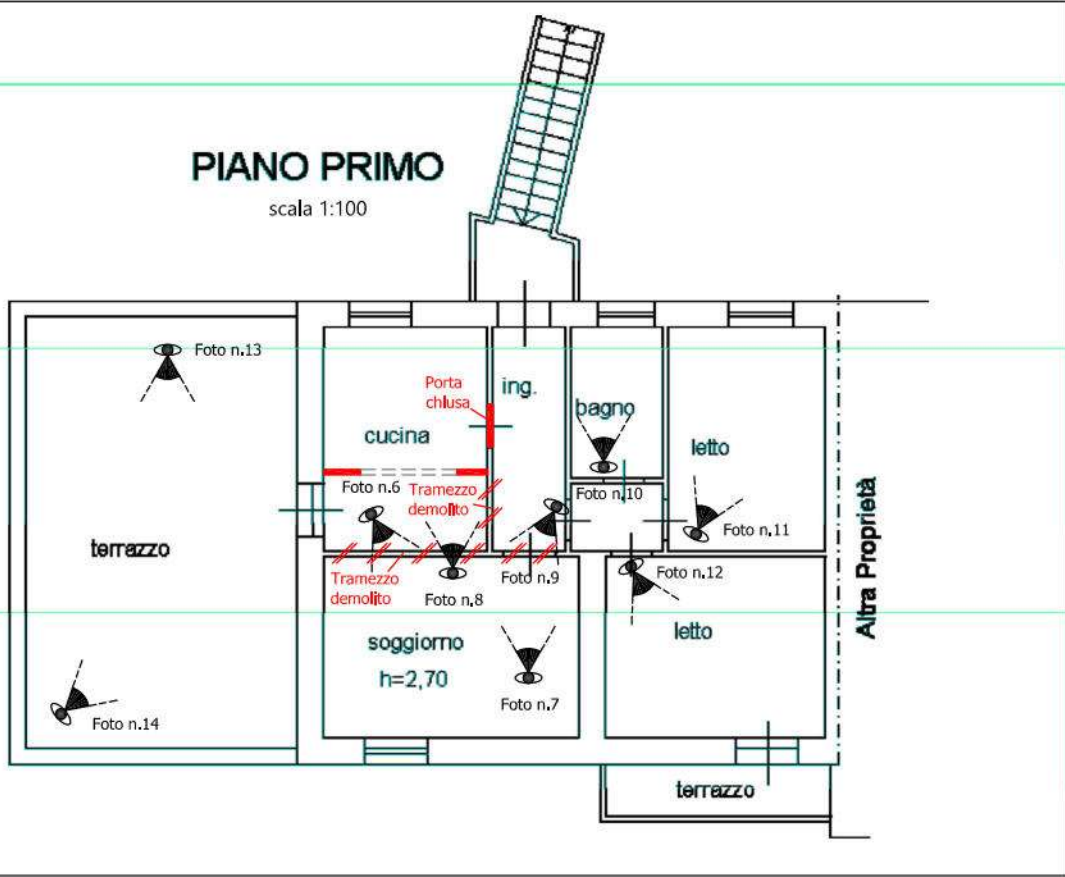 PIANO PRIMO
scala 1:100
Foto n.13
Porta
chiusa
ing.
bagno
cucina
letto
Foto n.6
Tramezzo
demolito
Foto n.10
Foto n.11
terrazzo
Altra Proprietà
Tramezzo
demolito
Foto n.9
Foto n.12
Foto n.8
soggiorno
h=2,70
letto
Foto n.7
Foto n.14
terrazzo